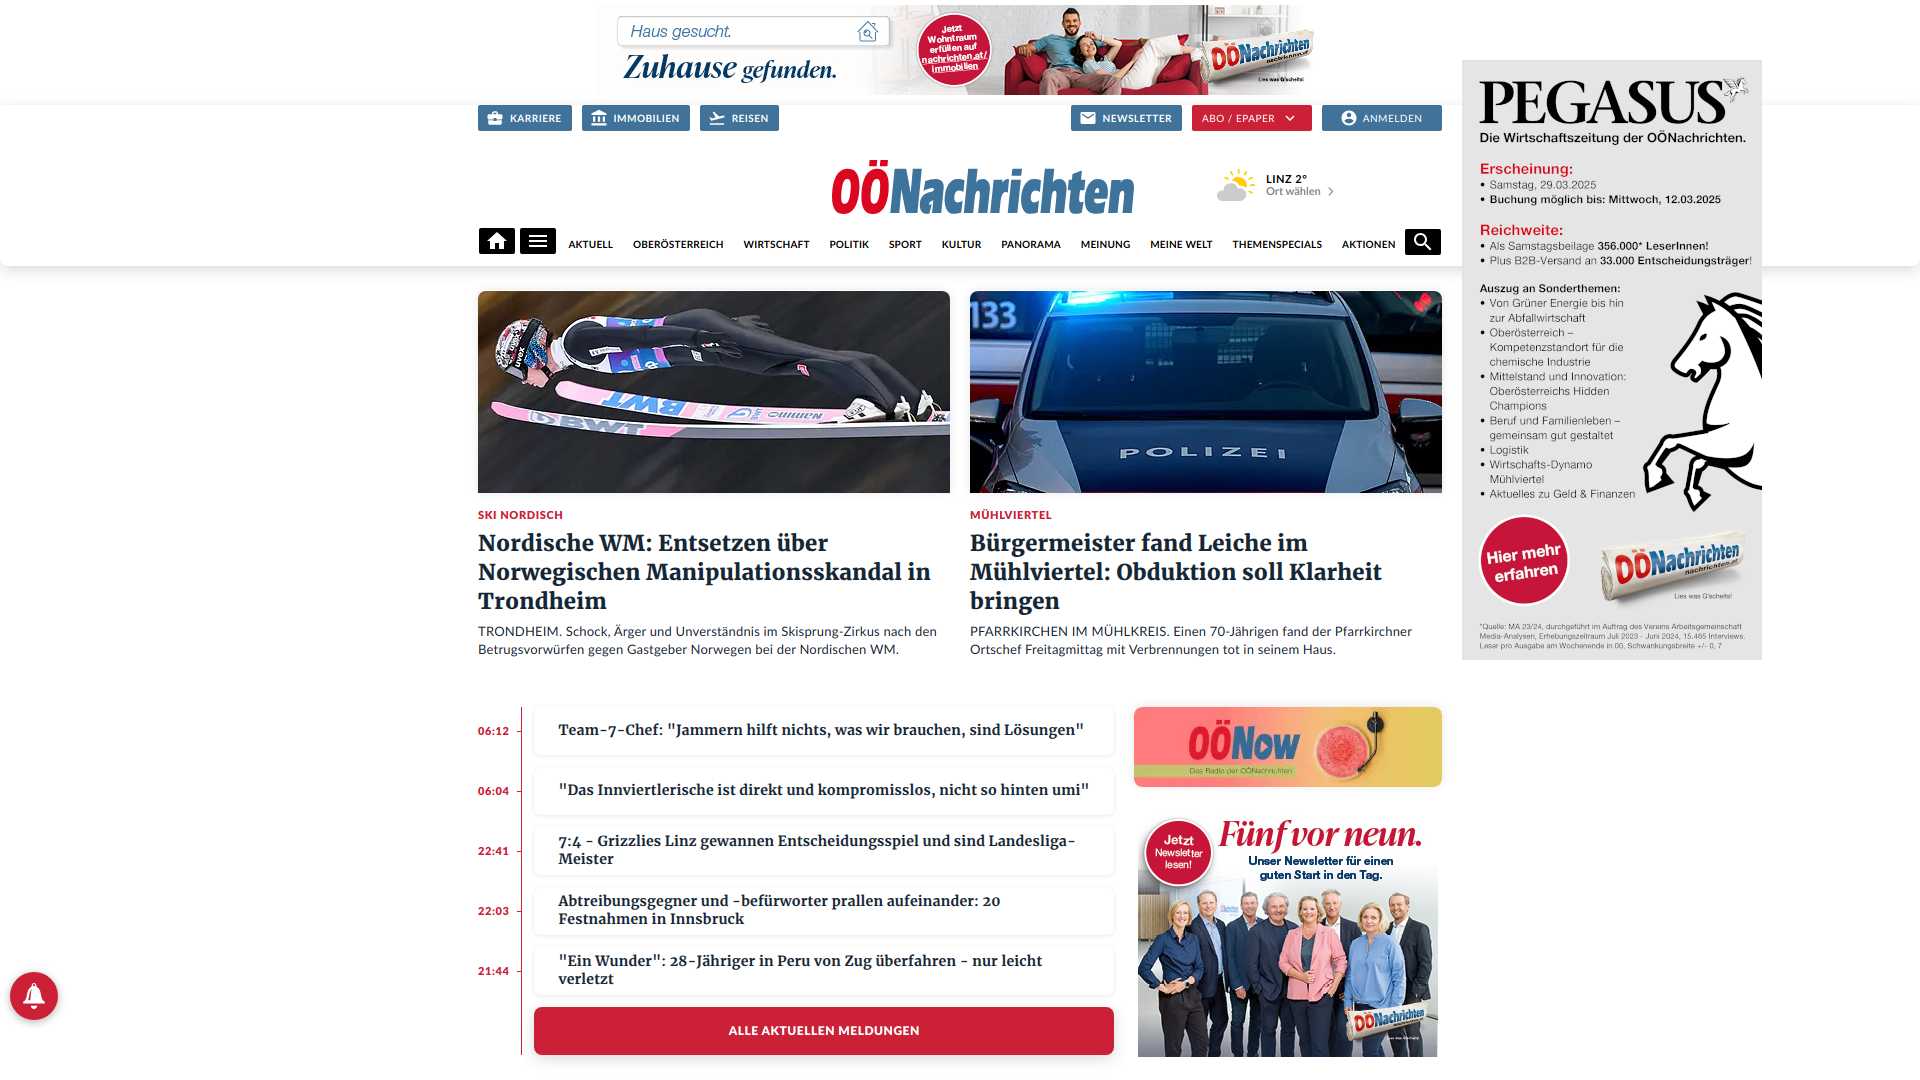 Haus gesucht.
Zuhause gefunden.
Jetzt
Wohntraum
erfüllen auf
nachrichten.at/
immobilien
OÖNachrichten
nachrichten.at
Lies was G'scheits!
KARRIERE
IMMOBILIEN
REISEN
NEWSLETTER
ABO / EPAPER
ANMELDEN
OÖNachrichten
LINZ 2°
Ort wählen
AKTUELL
OBERÖSTERREICH
WIRTSCHAFT
POLITIK
SPORT
KULTUR
PANORAMA
MEINUNG
MEINE WELT
THEMENSPECIALS
AKTIONEN
PEGASUS
Die Wirtschaftszeitung der OÖNachrichten.
Erscheinung:
• Samstag, 29.03.2025
• Buchung möglich bis: Mittwoch, 12.03.2025
Reichweite:
• Als Samstagsbeilage 356.000* LeserInnen!
• Plus B2B-Versand an 33.000 Entscheidungsträger!
Auszug an Sonderthemen:
• Von Grüner Energie bis hin
zur Abfallwirtschaft
• Oberösterreich –
Kompetenzstandort für die
chemische Industrie
• Mittelstand und Innovation:
Oberösterreichs Hidden
Champions
• Beruf und Familienleben –
gemeinsam gut gestaltet
• Logistik
• Wirtschafts-Dynamo
Mühlviertel
• Aktuelles zu Geld & Finanzen
Hier mehr
erfahren
OÖNachrichten
nachrichten.at
Lies was G'scheits!
*Quelle: MA 23/24, durchgeführt im Auftrag des Vereins Arbeitsgemeinschaft
Media-Analysen, Erhebungszeitraum Juli 2023 - Juni 2024, 15.465 Interviews.
Leser pro Ausgabe am Wochenende in OÖ, Schwankungsbreite +/- 0, 7
BWT
BWT
133
POLIZEI
SKI NORDISCH
Nordische WM: Entsetzen über
Norwegischen Manipulationsskandal in
Trondheim
TRONDHEIM. Schock, Ärger und Unverständnis im Skisprung-Zirkus nach den
Betrugsvorwürfen gegen Gastgeber Norwegen bei der Nordischen WM.
MÜHLVIERTEL
Bürgermeister fand Leiche im
Mühlviertel: Obduktion soll Klarheit
bringen
PFARRKIRCHEN IM MÜHLKREIS. Einen 70-Jährigen fand der Pfarrkirchner
Ortschef Freitagmittag mit Verbrennungen tot in seinem Haus.
06:12
Team-7-Chef: "Jammern hilft nichts, was wir brauchen, sind Lösungen"
06:04
"Das Innviertlerische ist direkt und kompromisslos, nicht so hinten umi"
22:41
7:4 - Grizzlies Linz gewannen Entscheidungsspiel und sind Landesliga-
Meister
22:03
Abtreibungsgegner und -befürworter prallen aufeinander: 20
Festnahmen in Innsbruck
21:44
"Ein Wunder": 28-Jähriger in Peru von Zug überfahren - nur leicht
verletzt
ALLE AKTUELLEN MELDUNGEN
OÖNow
Das Radio der OÖNachrichten
Jetzt
Newsletter
lesen!
Fünf vor neun.
Unser Newsletter für einen
guten Start in den Tag.
OÖNachrichten